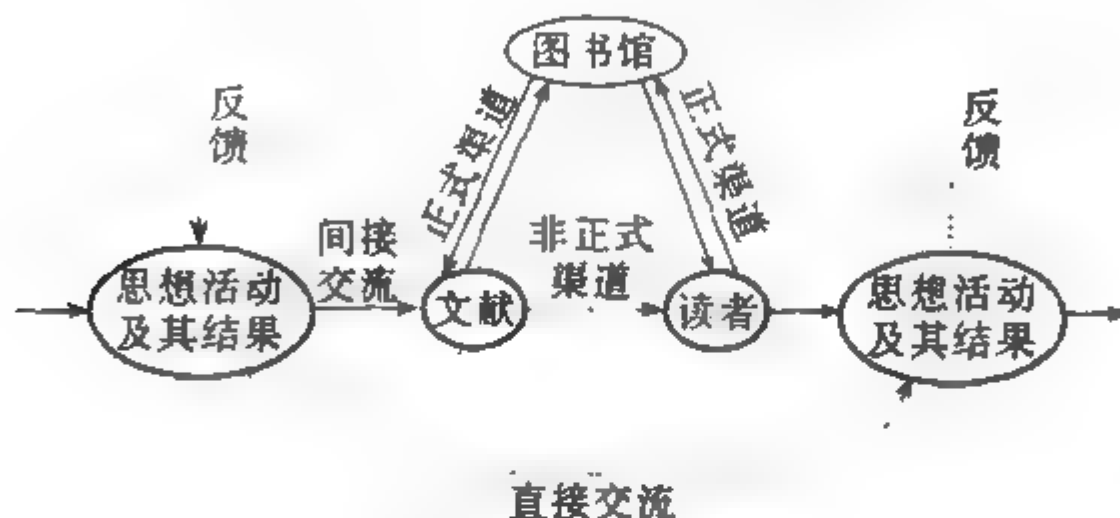 图书馆
反馈
反馈
正式渠道
正式渠道
间接
交流
非正式
渠道
思想活动
及其结果
文献
读者
思想活动
及其结果
直接交流